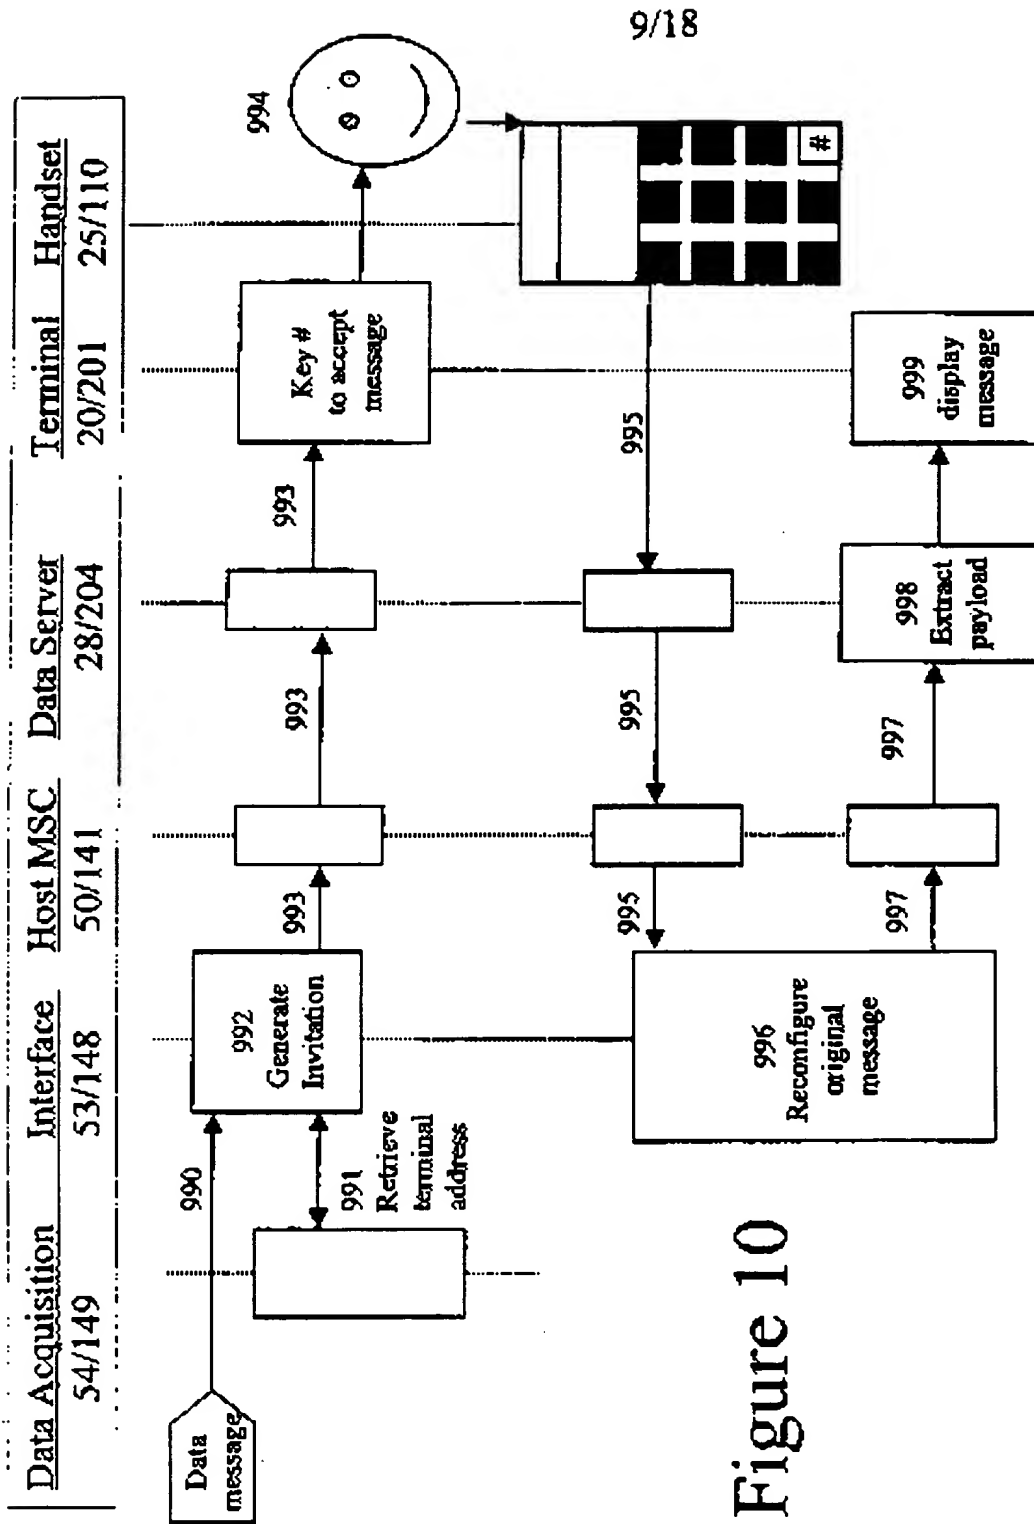 9/18
Data Acquisition Interface Host MSC Data Server Terminal Handset
54/149 53/148 50/141 28/204 20/201 25/110
Data
message
990
991
Retrieve
terminal
address
992
Generate
Invitation
993
993
993
Key #
to accept
message
994
#
995
995
995
996
Reconfigure
original
message
997
997
998
Extract
payload
999
display
message
Figure 10